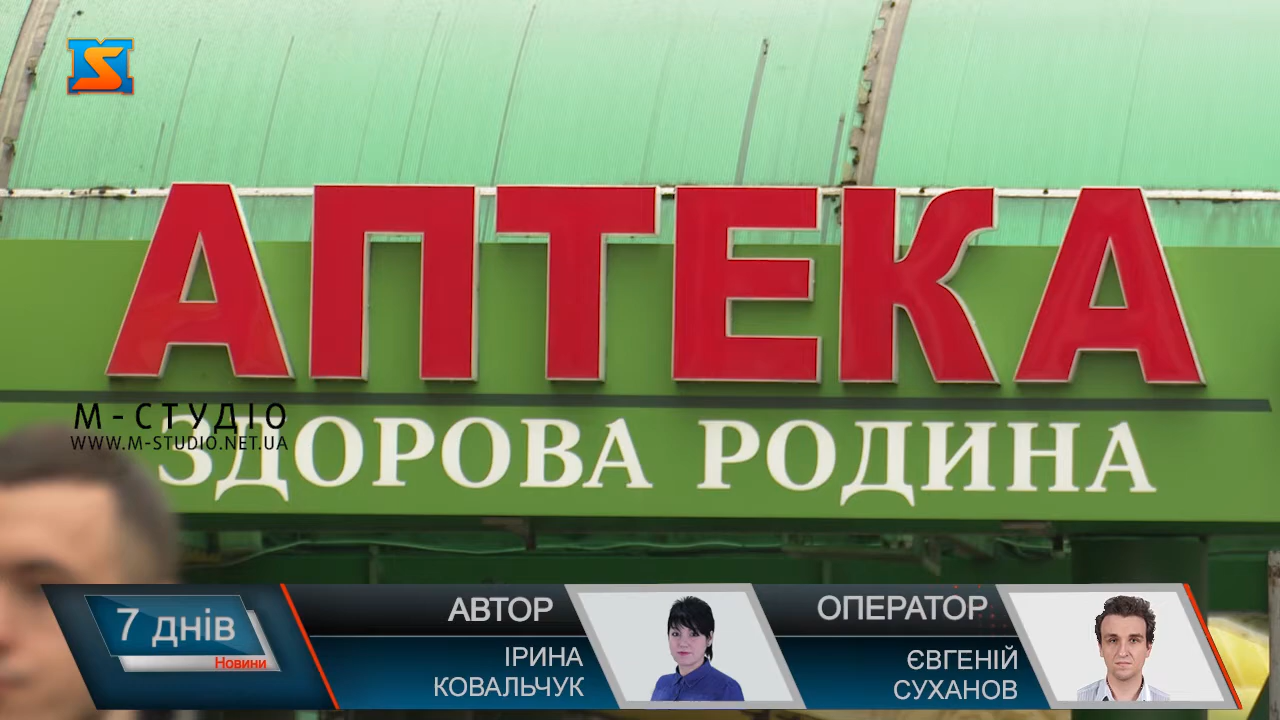 АПТЕКА
М-СТУДІО
WWW.M-STUDIO.NET.UA
ЗДОРОВА РОДИНА
7 днів
Новини
АВТОР
ІРИНА
КОВАЛЬЧУК
ОПЕРАТОР
ЄВГЕНІЙ
СУХАНОВ